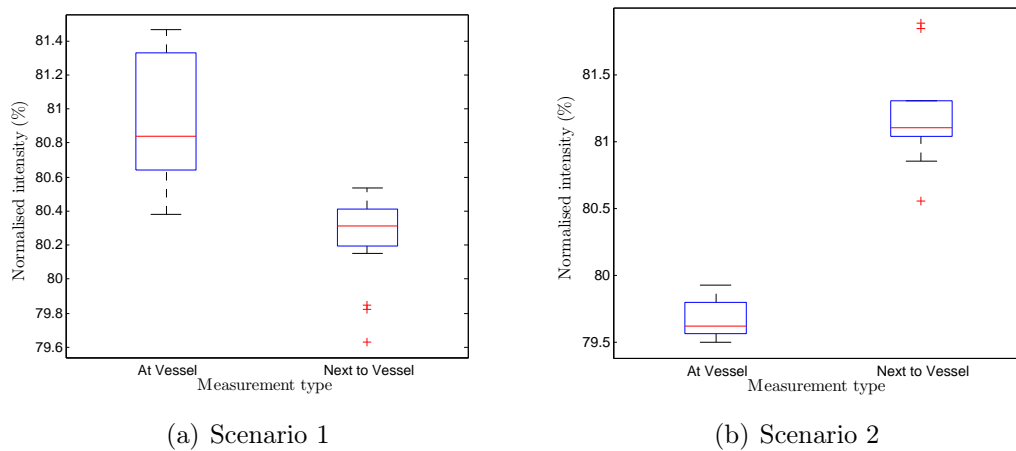 81.4
81.2
81
80.8
80.6
80.4
80.2
80
79.8
79.6
Normalised intensity (%)
At Vessel
Next to Vessel
Measurement type
(a) Scenario 1
81.5
81
80.5
80
79.5
Normalised intensity (%)
At Vessel
Next to Vessel
Measurement type
(b) Scenario 2